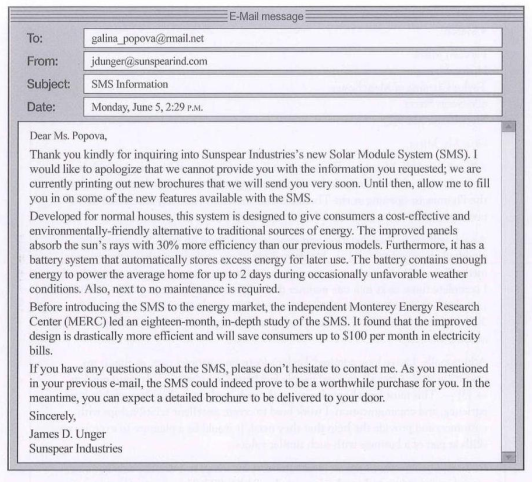 E-Mail message
To: galina_popova@rmail.net
From: jdunger@sunspearind.com
Subject: SMS Information
Date: Monday, June 5, 2:29 P.M.
Dear Ms. Popova,
Thank you kindly for inquiring into Sunspear Industries's new Solar Module System (SMS). I
would like to apologize that we cannot provide you with the information you requested; we are
currently printing out new brochures that we will send you very soon. Until then, allow me to fill
you in on some of the new features available with the SMS.
Developed for normal houses, this system is designed to give consumers a cost-effective and
environmentally-friendly alternative to traditional sources of energy. The improved panels
absorb the sun's rays with 30% more efficiency than our previous models. Furthermore, it has a
battery system that automatically stores excess energy for later use. The battery contains enough
energy to power the average home for up to 2 days during occasionally unfavorable weather
conditions. Also, next to no maintenance is required.
Before introducing the SMS to the energy market, the independent Monterey Energy Research
Center (MERC) led an eighteen-month, in-depth study of the SMS. It found that the improved
design is drastically more efficient and will save consumers up to $100 per month in electricity
bills.
If you have any questions about the SMS, please don't hesitate to contact me. As you mentioned
in your previous e-mail, the SMS could indeed prove to be a worthwhile purchase for you. In the
meantime, you can expect a detailed brochure to be delivered to your door.
Sincerely,
James D. Unger
Sunspear Industries